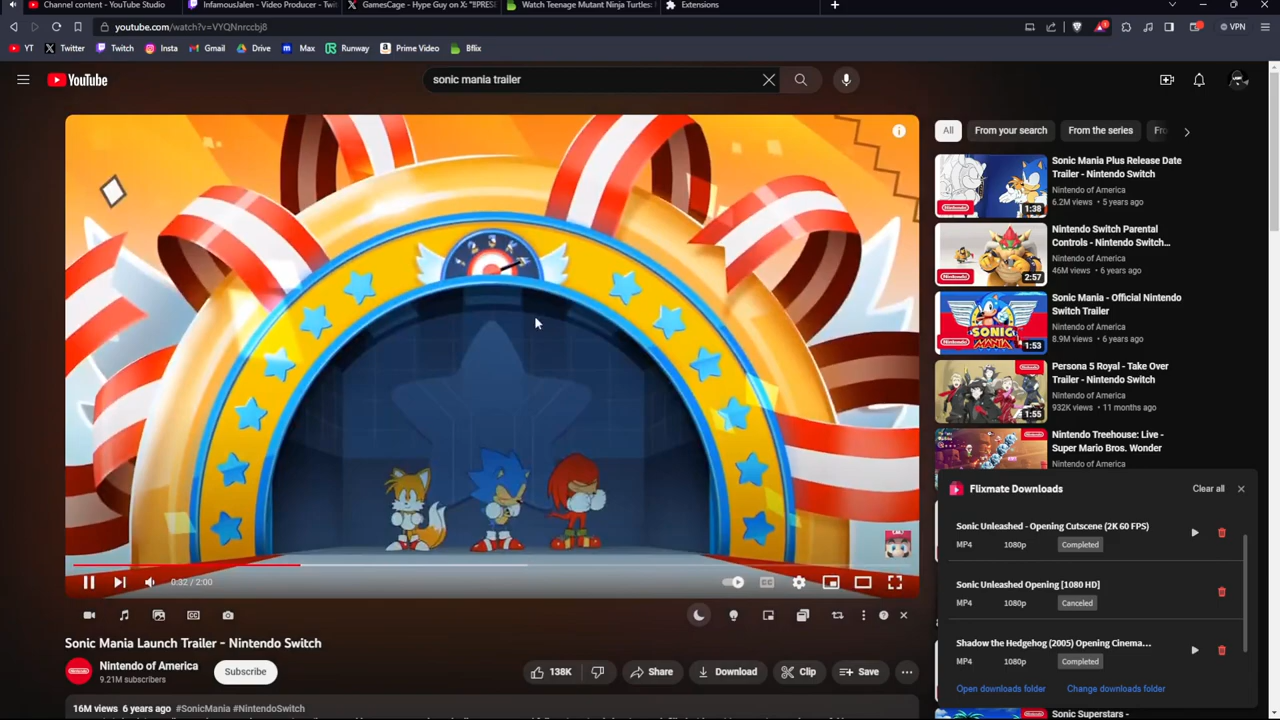 Channel content - YouTube Studio
InfamousJalen - Video Producer - Twi
GamesCage - Hype Guy on X: "#PRES
Watch Teenage Mutant Ninja Turtles:
Extensions
youtube.com/watch?v=VYQNnrccbj8
VPN
YT
Twitter
Twitch
Insta
Gmail
Drive
Max
Runway
Prime Video
Bflix
YouTube
sonic mania trailer
2 S K
0:32 / 2:00
Sonic Mania Launch Trailer - Nintendo Switch
Nintendo of America
9.21M subscribers
Subscribe
138K
Share
Download
Clip
Save
16M views 6 years ago #SonicMania #NintendoSwitch
All
From your search
From the series
Fro
Sonic Mania Plus Release Date
Trailer - Nintendo Switch
Nintendo of America
6.2M views • 5 years ago
1:38
Nintendo Switch Parental
Controls - Nintendo Switch...
Nintendo of America
46M views • 6 years ago
2:57
Sonic Mania - Official Nintendo
Switch Trailer
Nintendo of America
8.9M views • 6 years ago
SONIC
MANIA
1:53
Persona 5 Royal - Take Over
Trailer - Nintendo Switch
Nintendo of America
932K views • 11 months ago
1:55
Nintendo Treehouse: Live -
Super Mario Bros. Wonder
Nintendo of America
Flixmate Downloads
Clear all
Sonic Unleashed - Opening Cutscene (2K 60 FPS)
MP4 1080p Completed
Sonic Unleashed Opening [1080 HD]
MP4 1080p Canceled
Shadow the Hedgehog (2005) Opening Cinema...
MP4 1080p Completed
Open downloads folder
Change downloads folder
Sonic Superstars -